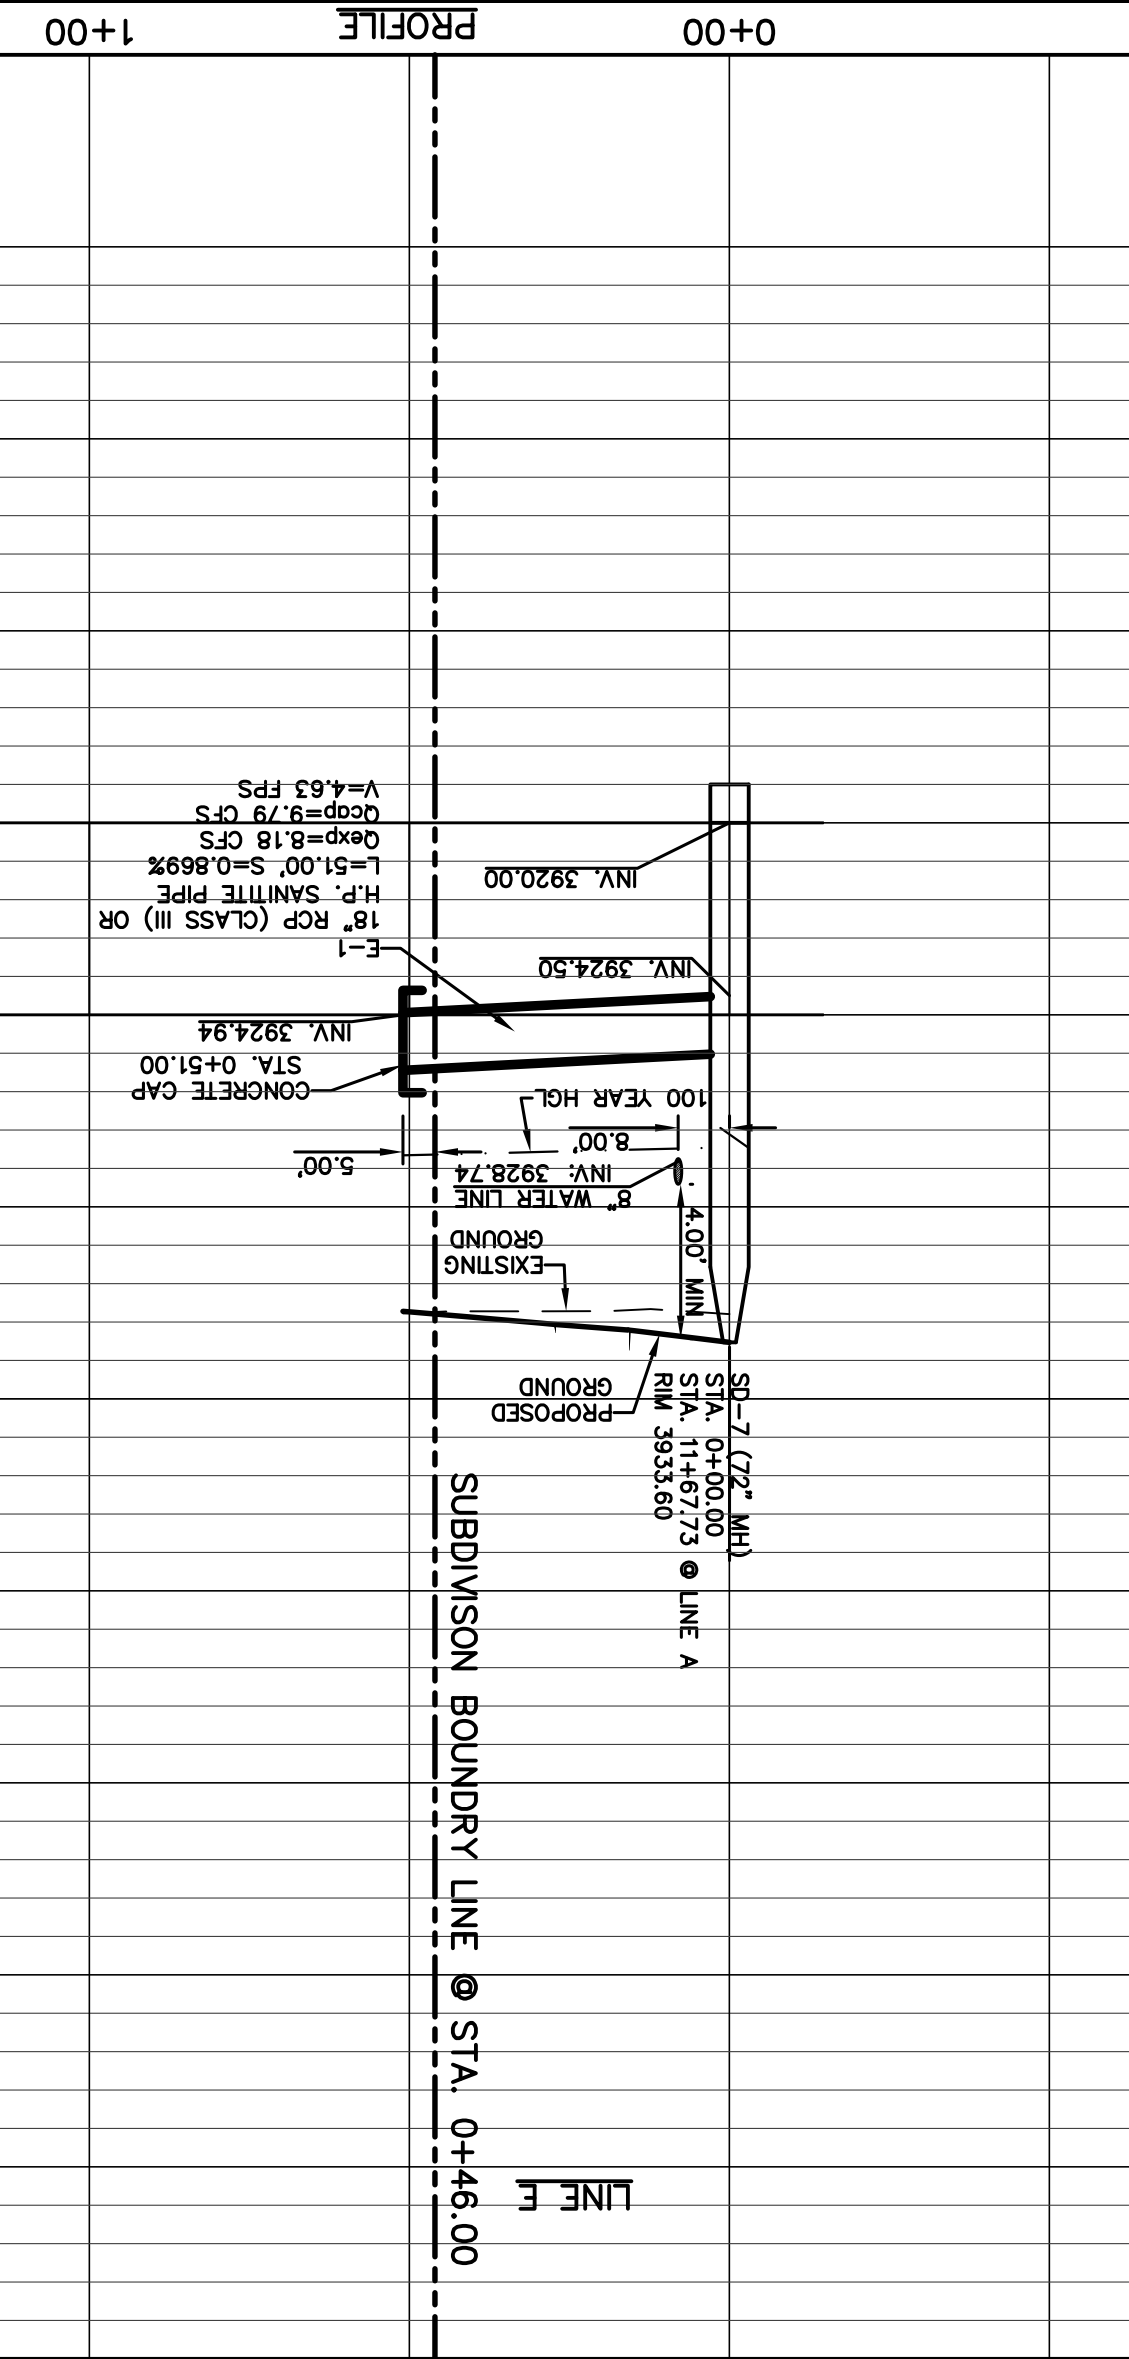 LINE E
SUBDIVISON BOUNDRY LINE @ STA. 0+46.00
SD-7 (72" MH)
STA. 0+00.00
STA. 11+67.73 @ LINE A
RIM 3933.60
PROPOSED
GROUND
EXISTING
GROUND
4.00' MIN
8" WATER LINE
INV: 3928.74
8.00'
5.00'
100 YEAR HGL
CONCRETE CAP
STA. 0+51.00
INV. 3924.94
INV. 3924.50
E-1
18" RCP (CLASS III) OR
H.P. SANITITE PIPE
L=51.00' S=0.869%
Qexp=8.18 CFS
Qcap=9.79 CFS
V=4.63 FPS
INV. 3920.00
0+00
PROFILE
1+00